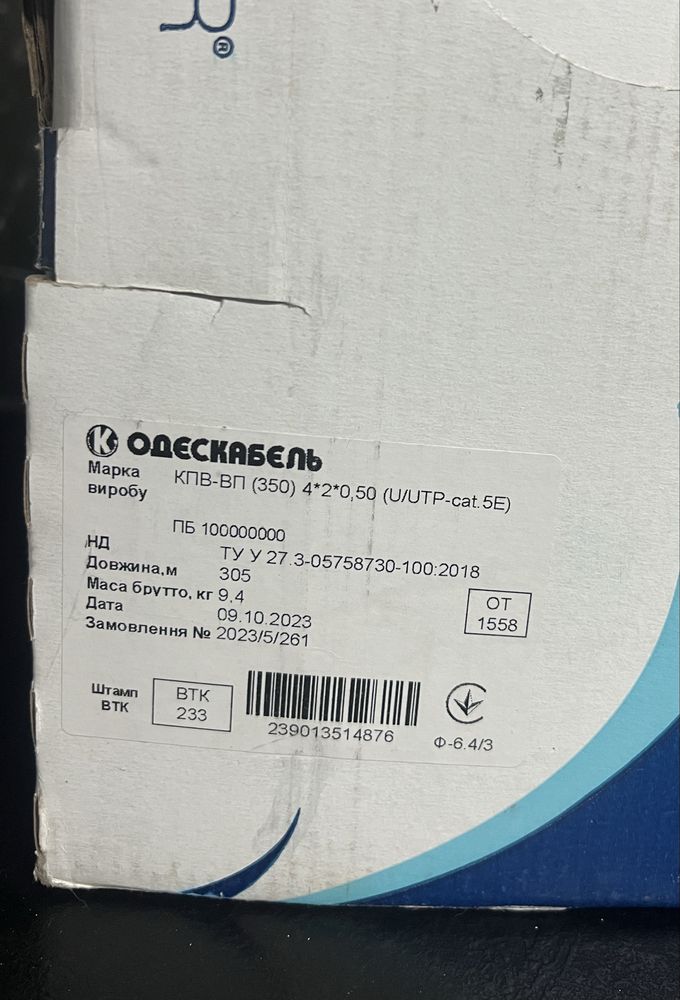 ®
ОДЕСКАБЕЛЬ
Марка виробу КПВ-ВП (350) 4*2*0,50 (U/UTP-cat.5E)
ПБ 100000000
НД ТУ У 27.3-05758730-100:2018
Довжина,м 305
Маса брутто, кг 9.4
Дата 09.10.2023
Замовлення № 2023/5/261
ОТ
1558
Штамп ВТК
ВТК
233
239013514876
Ф-6.4/3